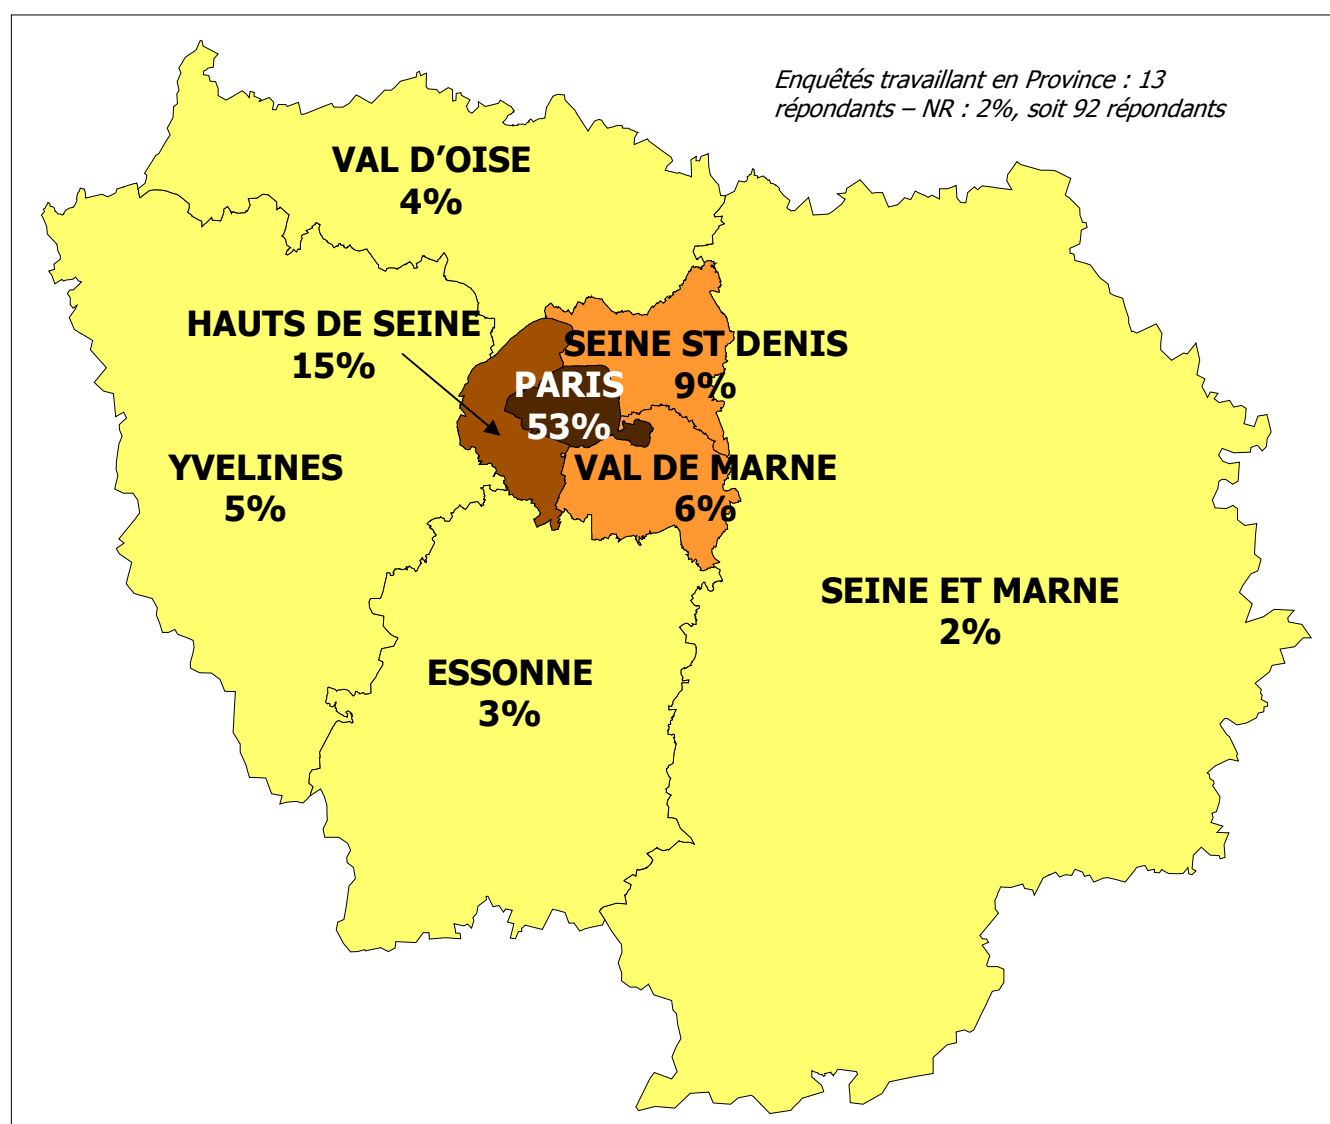 Enquêtés travaillant en Province : 13
répondants – NR : 2%, soit 92 répondants
VAL D’OISE
4%
HAUTS DE SEINE
15%
SEINE ST DENIS
9%
PARIS
53%
YVELINES
5%
VAL DE MARNE
6%
SEINE ET MARNE
2%
ESSONNE
3%